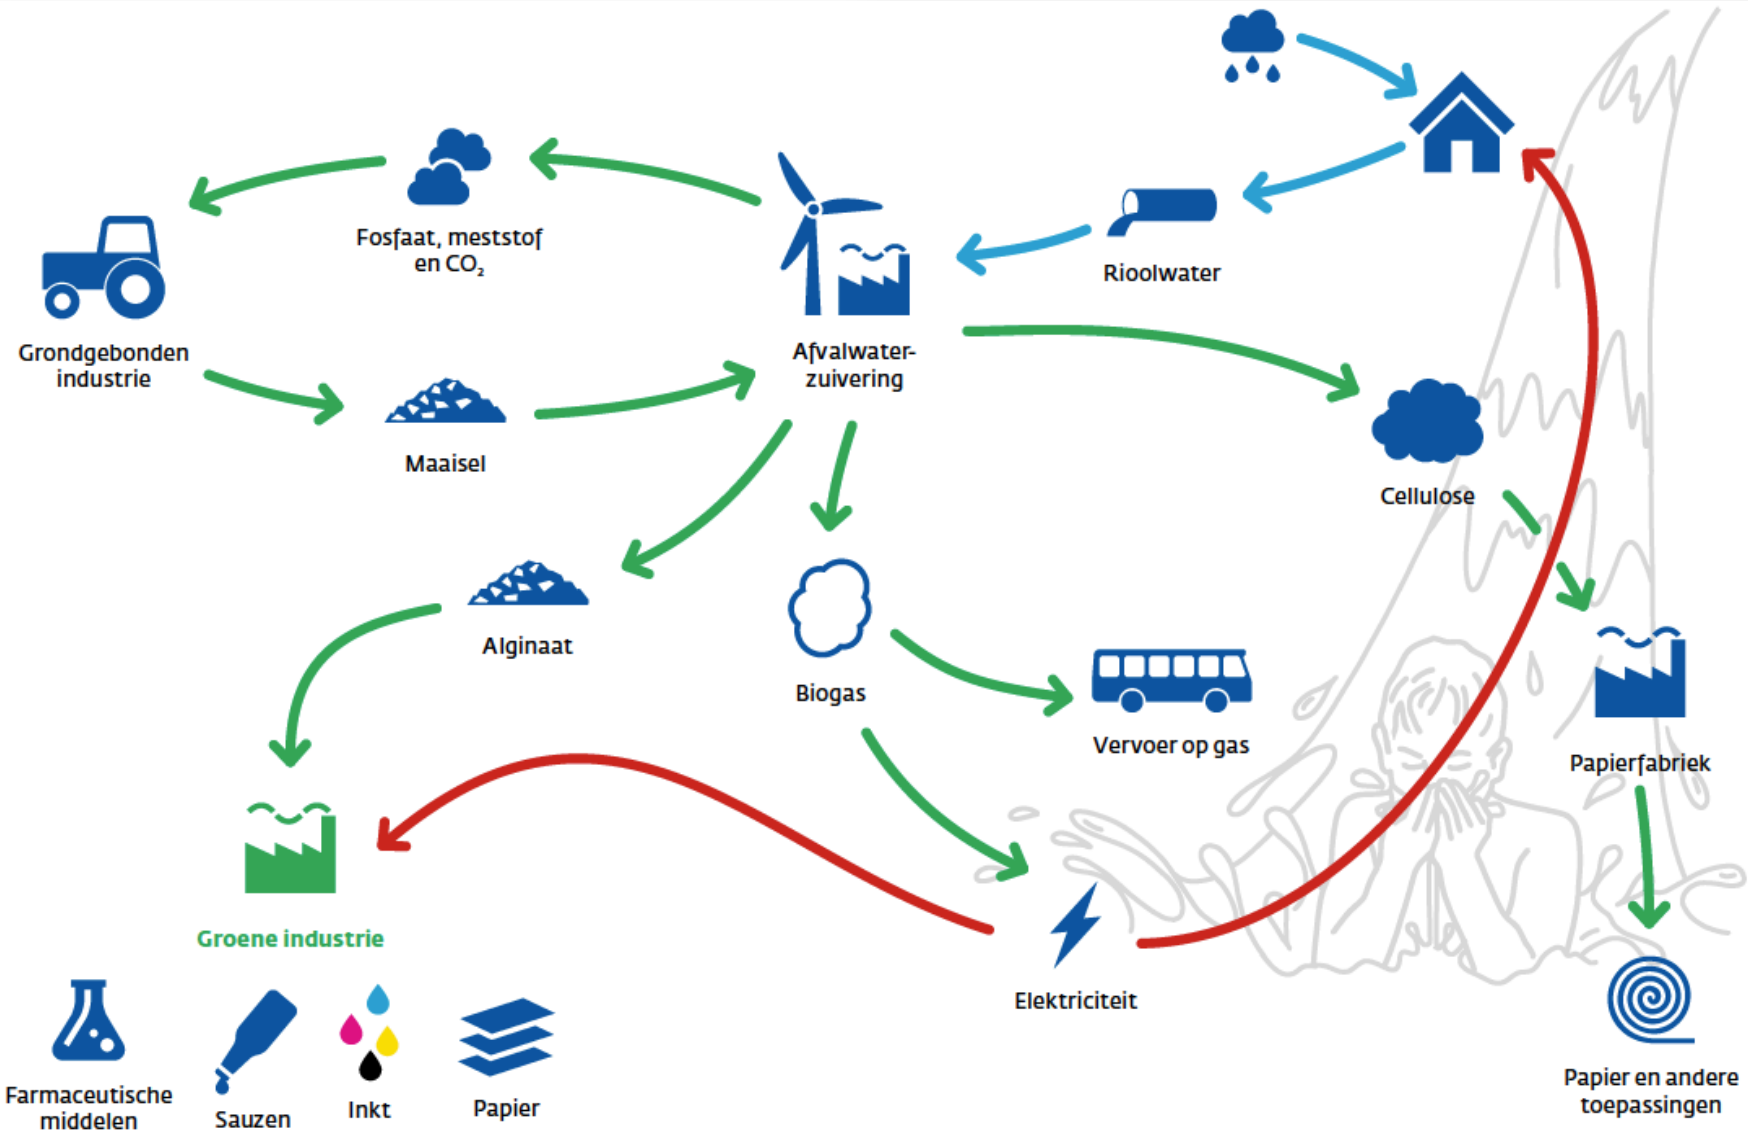 Fosfaat, meststof
en CO₂
Rioolwater
Grondgebonden
industrie
Afvalwater-
zuivering
Maaisel
Cellulose
Alginaat
Biogas
Vervoer op gas
Papierfabriek
Groene industrie
Elektriciteit
Farmaceutische
middelen
Sauzen
Inkt
Papier
Papier en andere
toepassingen